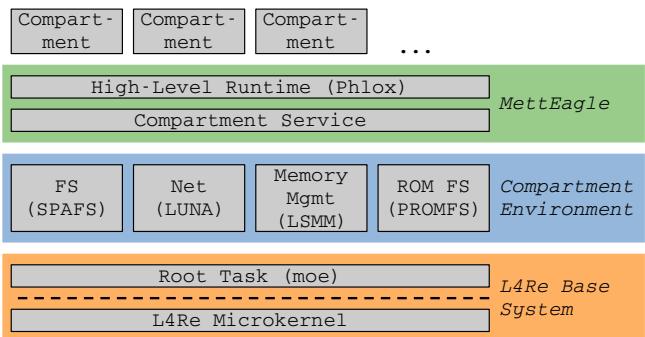 Compart-
ment
Compart-
ment
Compart-
ment
...
High-Level Runtime (Phlox)
Compartment Service
MettEagle
FS
(SPAFS)
Net
(LUNA)
Memory
Mgmt
(LSMM)
ROM FS
(PROMFS)
Compartment
Environment
Root Task (moe)
L4Re Microkernel
L4Re Base
System